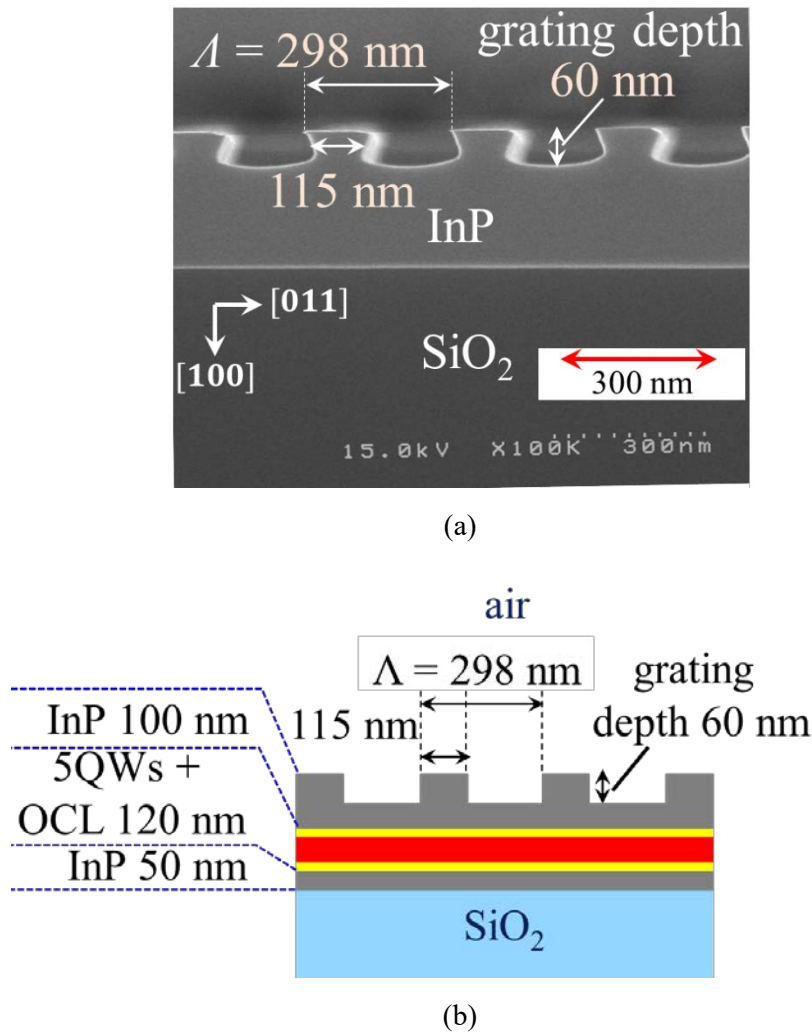 Λ = 298 nm
grating depth
60 nm
115 nm
InP
[011]
[100]
SiO₂
300 nm
15.0kV X100K 300nm
(a)
air
Λ = 298 nm
grating
depth 60 nm
115 nm
InP 100 nm
5QWs +
OCL 120 nm
InP 50 nm
SiO₂
(b)